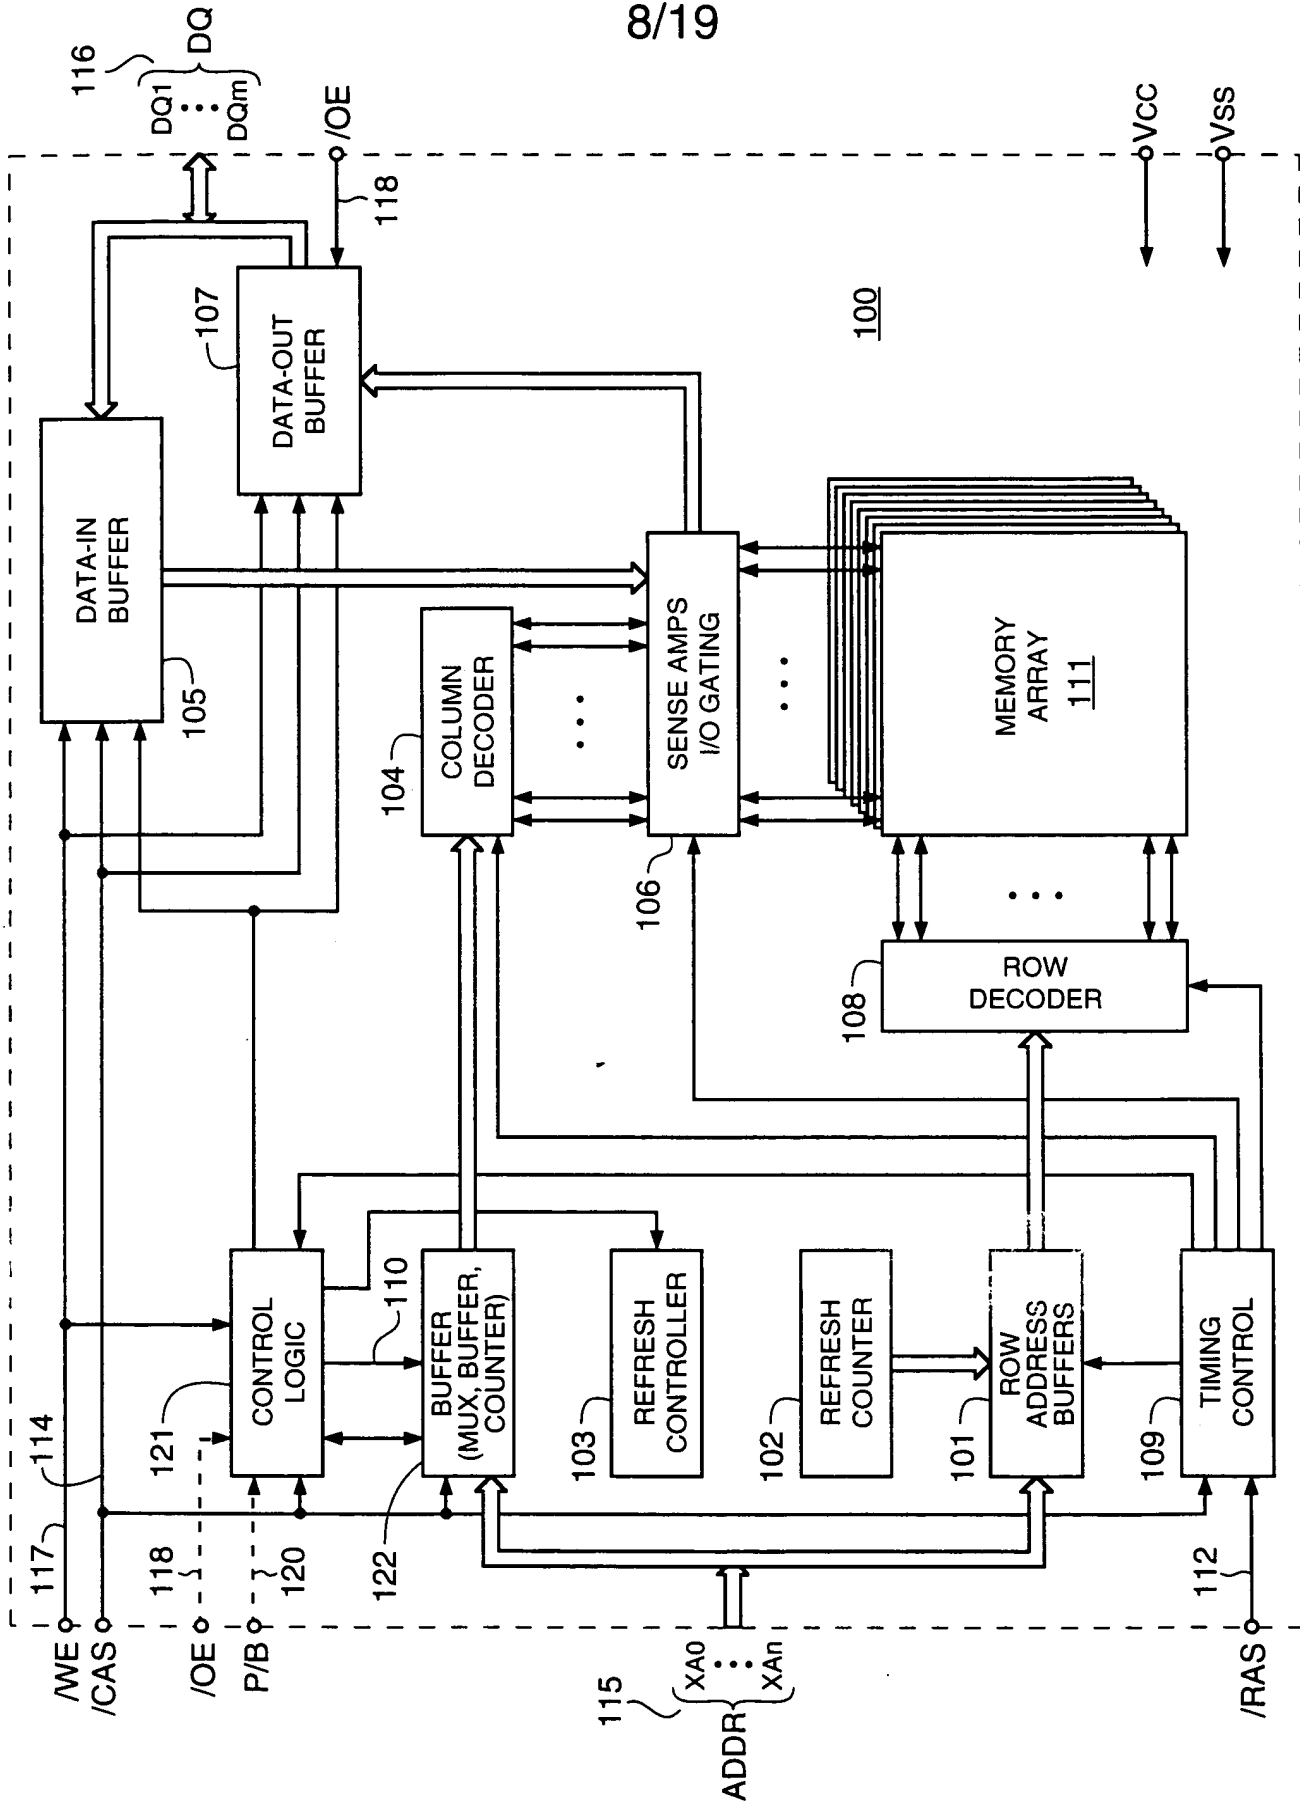 8/19
116
DQ
DQ1
DQm
/OE
118
VCC
VSS
107
DATA-OUT
BUFFER
100
DATA-IN
BUFFER
105
COLUMN
DECODER
104
SENSE AMPS
I/O GATING
106
MEMORY
ARRAY
111
ROW
DECODER
108
CONTROL
LOGIC
121
110
BUFFER
(MUX, BUFFER,
COUNTER)
122
REFRESH
CONTROLLER
103
REFRESH
COUNTER
102
ROW
ADDRESS
BUFFERS
101
TIMING
CONTROL
109
114
117
118
120
112
/WE
/CAS
/OE
P/B
115
XA0
XAn
ADDR
/RAS